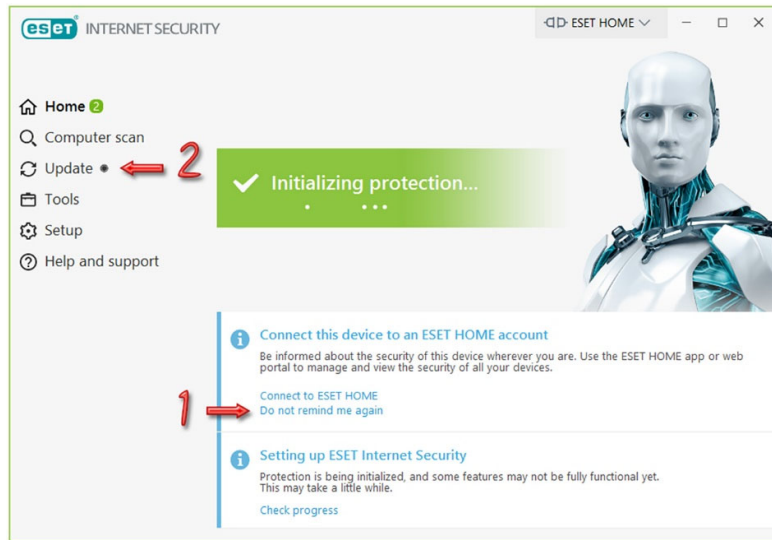 eset INTERNET SECURITY
ESET HOME
Home 2
Computer scan
Update
2
Tools
Setup
Help and support
Initializing protection...
Connect this device to an ESET HOME account
Be informed about the security of this device wherever you are. Use the ESET HOME app or web
portal to manage and view the security of all your devices.
Connect to ESET HOME
1
Do not remind me again
Setting up ESET Internet Security
Protection is being initialized, and some features may not be fully functional yet.
This may take a little while.
Check progress